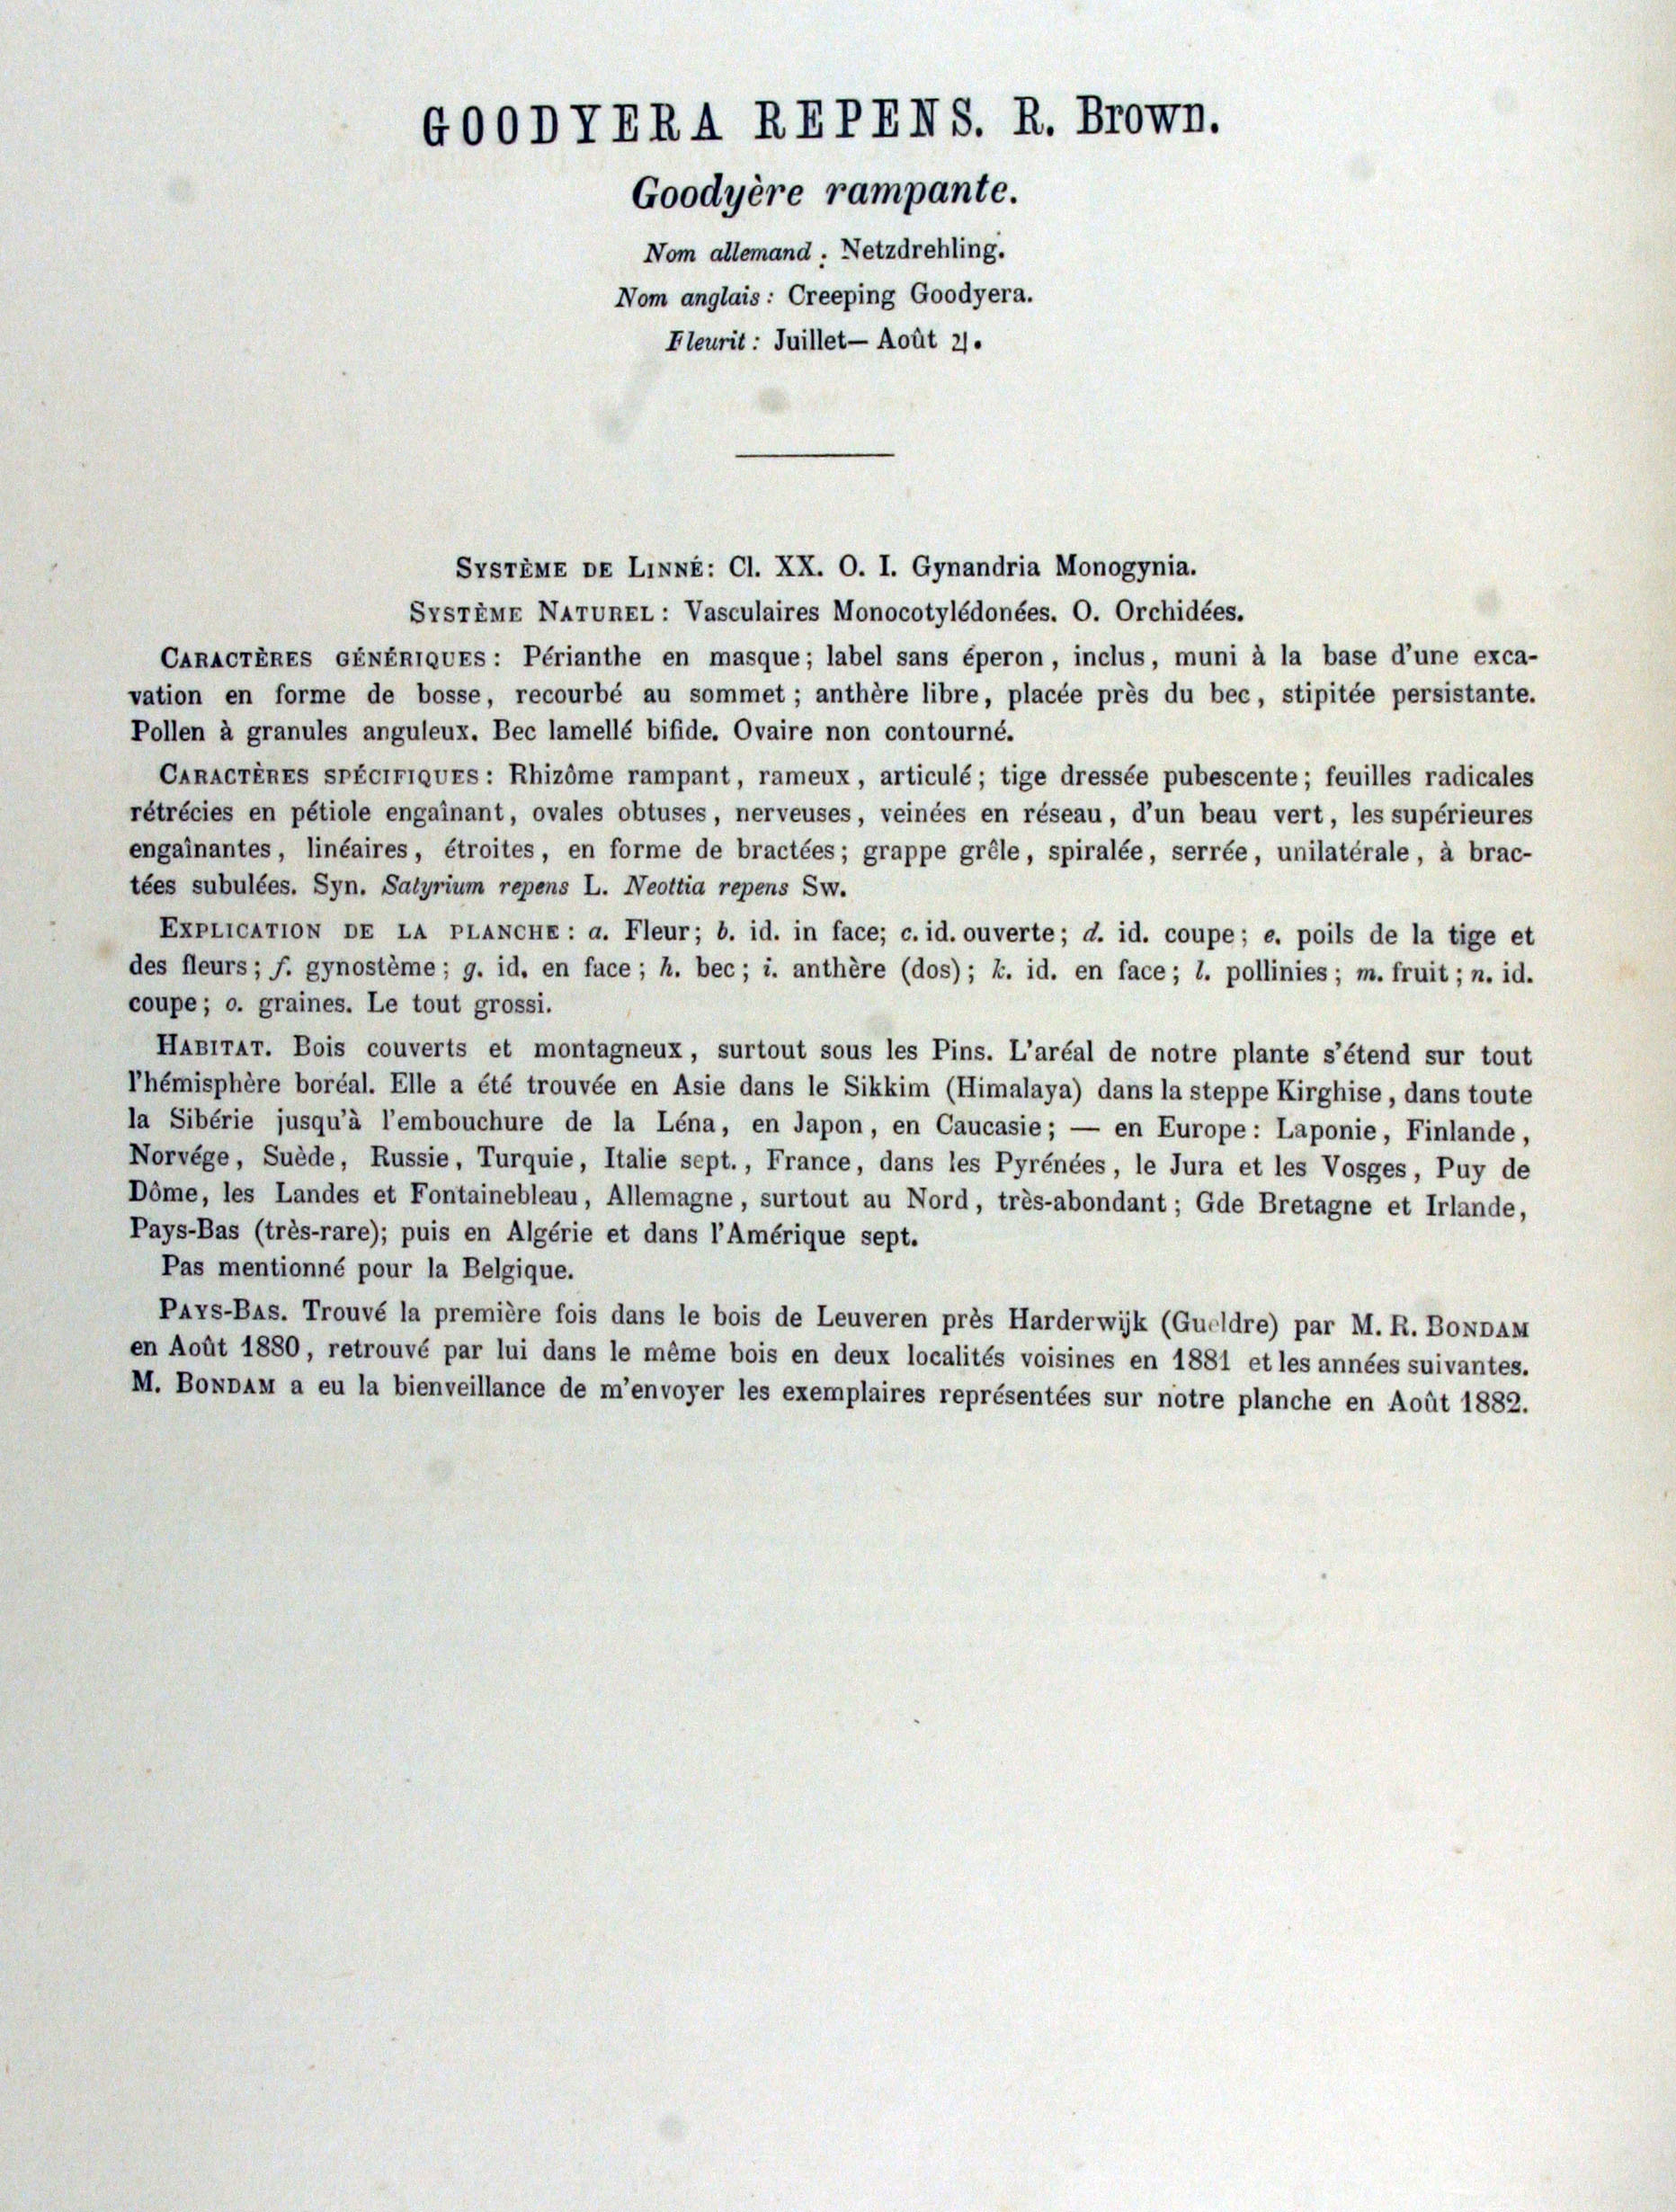 GOODYERA REPENS. R. Brown.
Goodyère rampante.
Nom allemand. Netzdrehling.
Nom anglais: Creeping Goodyera.
Fleurit: Juillet— Août ♃.
Système de Linné: Cl. XX. O. I. Gynandria Monogynia.
Système Naturel: Vasculaires Monocotylédonées. O. Orchidées.
Caractères génériques: Périanthe en masque; label sans éperon, inclus, muni à la base d'une exca-
vation en forme de bosse, recourbé au sommet; anthère libre, placée près du bec, stipitée persistante.
Pollen à granules anguleux. Bec lamellé bifide. Ovaire non contourné.
Caractères spécifiques: Rhizôme rampant, rameux, articulé; tige dressée pubescente; feuilles radicales
rétrécies en pétiole engaînant, ovales obtuses, nerveuses, veinées en réseau, d'un beau vert, les supérieures
engaînantes, linéaires, étroites, en forme de bractées; grappe grêle, spiralée, serrée, unilatérale, à brac-
tées subulées. Syn. Satyrium repens L. Neottia repens Sw.
Explication de la planche: a. Fleur; b. id. in face; c. id. ouverte; d. id. coupe; e. poils de la tige et
des fleurs; f. gynostème; g. id. en face; h. bec; i. anthère (dos); k. id. en face; l. pollinies; m. fruit; n. id.
coupe; o. graines. Le tout grossi.
Habitat. Bois couverts et montagneux, surtout sous les Pins. L'aréal de notre plante s'étend sur tout
l'hémisphère boréal. Elle a été trouvée en Asie dans le Sikkim (Himalaya) dans la steppe Kirghise, dans toute
la Sibérie jusqu'à l'embouchure de la Léna, en Japon, en Caucasie; — en Europe: Laponie, Finlande,
Norvége, Suède, Russie, Turquie, Italie sept., France, dans les Pyrénées, le Jura et les Vosges, Puy de
Dôme, les Landes et Fontainebleau, Allemagne, surtout au Nord, très-abondant; Gde Bretagne et Irlande,
Pays-Bas (très-rare); puis en Algérie et dans l'Amérique sept.
Pas mentionné pour la Belgique.
Pays-Bas. Trouvé la première fois dans le bois de Leuveren près Harderwijk (Gueldre) par M. R. Bondam
en Août 1880, retrouvé par lui dans le même bois en deux localités voisines en 1881 et les années suivantes.
M. Bondam a eu la bienveillance de m'envoyer les exemplaires représentées sur notre planche en Août 1882.